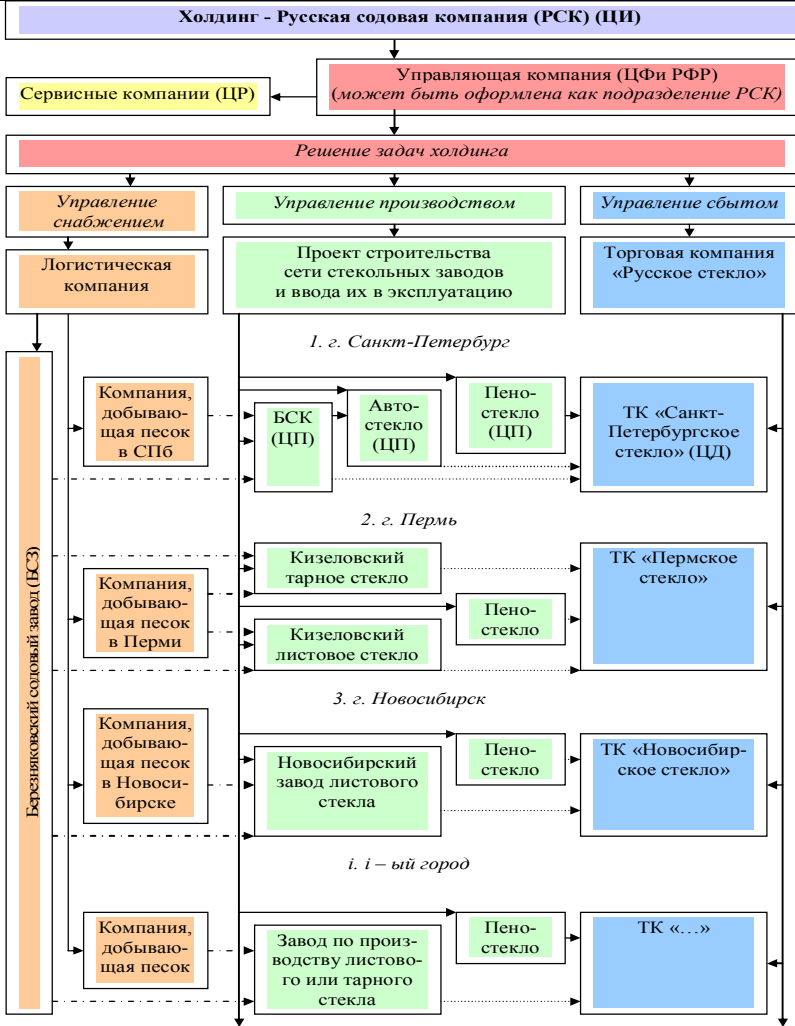 Холдинг - Русская содовая компания (РСК) (ЦИ)
Управляющая компания (ЦФи РФР)
(может быть оформлена как подразделение РСК)
Сервисные компании (ЦР)
Решение задач холдинга
Управление
снабжением
Управление производством
Управление сбытом
Логистическая
компания
Проект строительства
сети стекольных заводов
и ввода их в эксплуатацию
Торговая компания
«Русское стекло»
Березняковский содовый завод (БСЗ)
1. г. Санкт-Петербург
Компания,
добываю-
щая песок
в СПб
БСК
(ЦП)
Авто-
стекло
(ЦП)
Пено-
стекло
(ЦП)
ТК «Санкт-
Петербургское
стекло» (ЦД)
2. г. Пермь
Компания,
добываю-
щая песок
в Перми
Кизеловский
тарное стекло
Пено-
стекло
Кизеловский
листовое стекло
ТК «Пермское
стекло»
3. г. Новосибирск
Компания,
добываю-
щая песок
в Новоси-
бирске
Новосибирский
завод листового
стекла
Пено-
стекло
ТК «Новосибир-
ское стекло»
i. i – ый город
Компания,
добываю-
щая песок
Завод по произ-
водству листово-
го или тарного
стекла
Пено-
стекло
ТК «...»